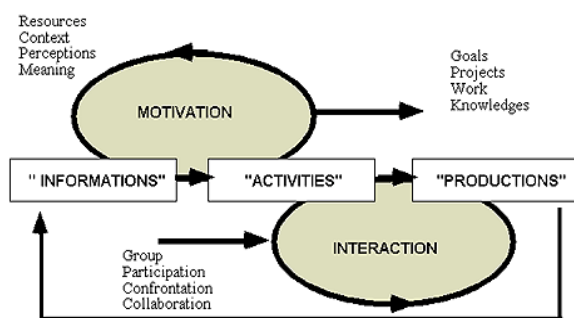 Resources
Context
Perceptions
Meaning
Goals
Projects
Work
Knowledges
MOTIVATION
" INFORMATIONS"
"ACTIVITIES"
"PRODUCTIONS"
INTERACTION
Group
Participation
Confrontation
Collaboration